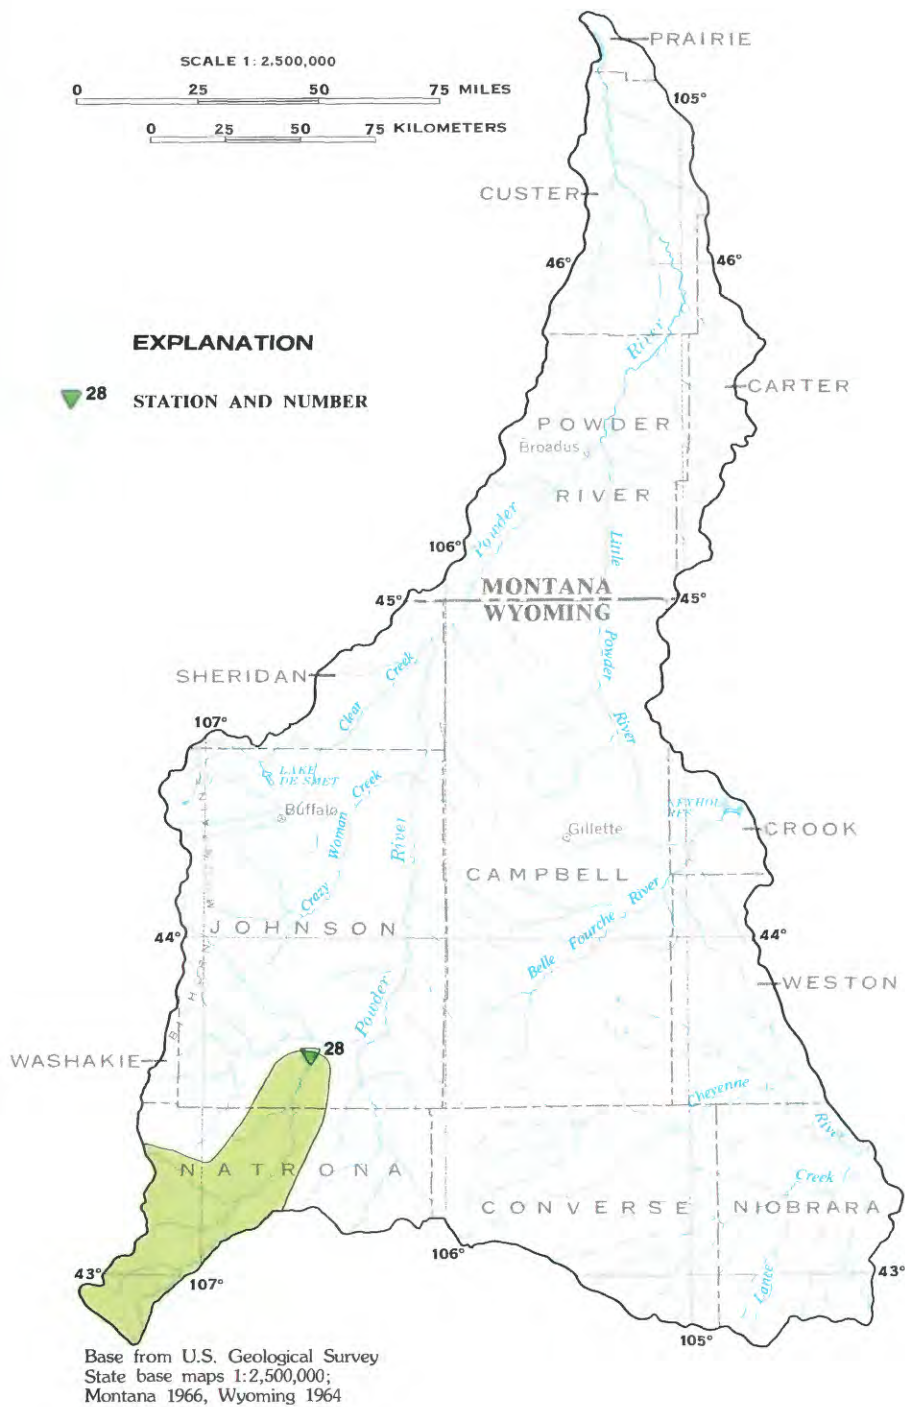 PRAIRIE
SCALE 1:2,500,000
0 25 50 75 MILES
0 25 50 75 KILOMETERS
105°
CUSTER
46° 46°
EXPLANATION
28 STATION AND NUMBER
River
CARTER
POWDER
Broadus
RIVER
Powder
Little
106°
MONTANA
45° 45°
WYOMING
Powder
River
SHERIDAN
Clear Creek
107°
LAKE
DE SMET
Buffalo
Crazy Woman Creek
River
Gillette
RES
CROOK
CAMPBELL
JOHNSON
Belle Fourche River
44° 44°
WESTON
Powder
28
WASHAKIE
Cheyenne
River
NATRONA
Creek
CONVERSE
NIOBRARA
106°
43° 43°
107°
Lance
105°
Base from U.S. Geological Survey
State base maps 1:2,500,000;
Montana 1966, Wyoming 1964